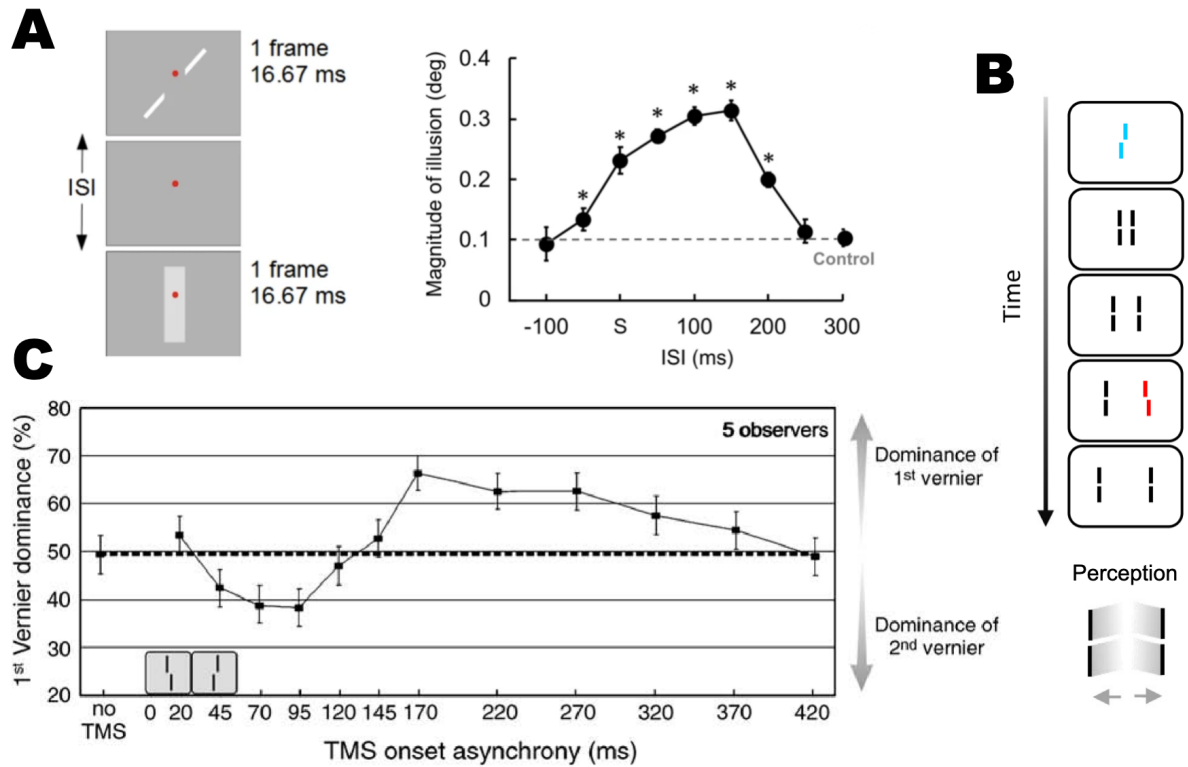 A
1 frame
16.67 ms
ISI
1 frame
16.67 ms
Magnitude of illusion (deg)
0.4
0.3
0.2
0.1
0
*
*
*
*
*
*
Control
-100 S 100 200 300
ISI (ms)
B
Time
Perception
C
1st Vernier dominance (%)
80
70
60
50
40
30
20
5 observers
Dominance of
1st vernier
Dominance of
2nd vernier
no 0 20 45 70 95 120 145 170 220 270 320 370 420
TMS
TMS onset asynchrony (ms)